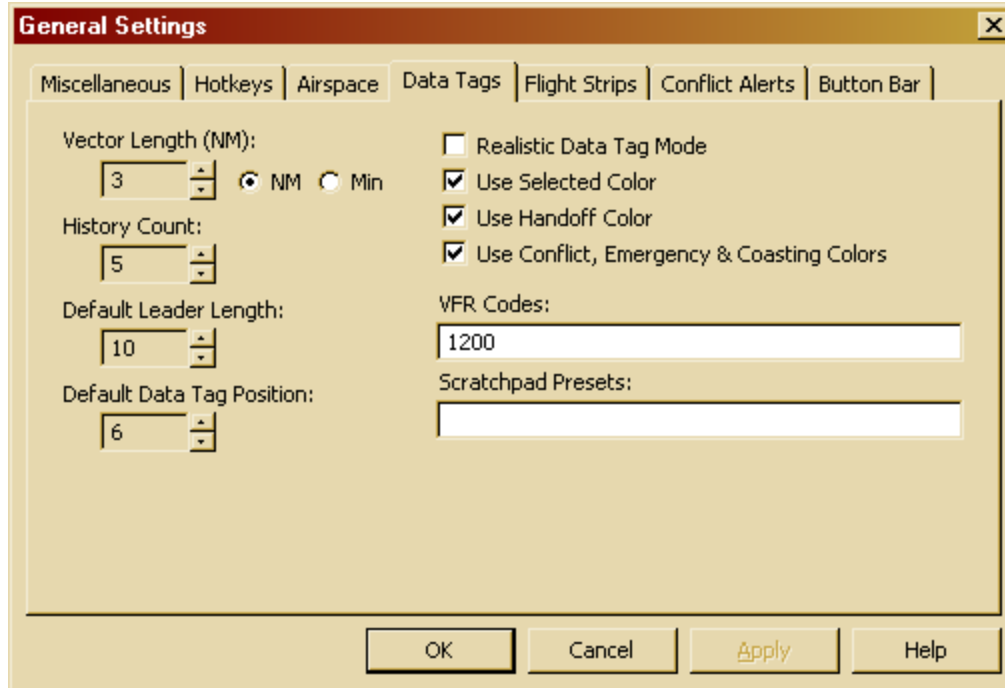 General Settings
Miscellaneous Hotkeys Airspace Data Tags Flight Strips Conflict Alerts Button Bar
Vector Length (NM):
3 NM Min
History Count:
5
Default Leader Length:
10
Default Data Tag Position:
6
Realistic Data Tag Mode
Use Selected Color
Use Handoff Color
Use Conflict, Emergency & Coasting Colors
VFR Codes:
1200
Scratchpad Presets:
OK Cancel Apply Help